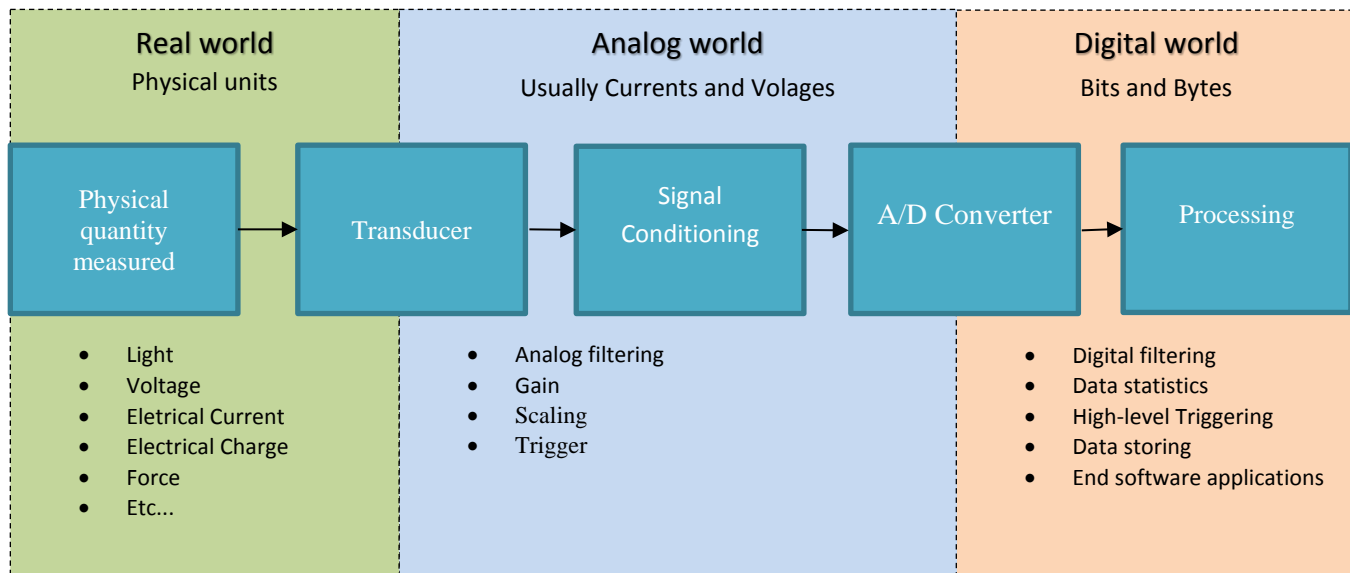 Real world
Physical units
Analog world
Usually Currents and Volages
Digital world
Bits and Bytes
Physical
quantity
measured
Transducer
Signal
Conditioning
A/D Converter
Processing
• Light
• Voltage
• Eletrical Current
• Electrical Charge
• Force
• Etc...
• Analog filtering
• Gain
• Scaling
• Trigger
• Digital filtering
• Data statistics
• High-level Triggering
• Data storing
• End software applications